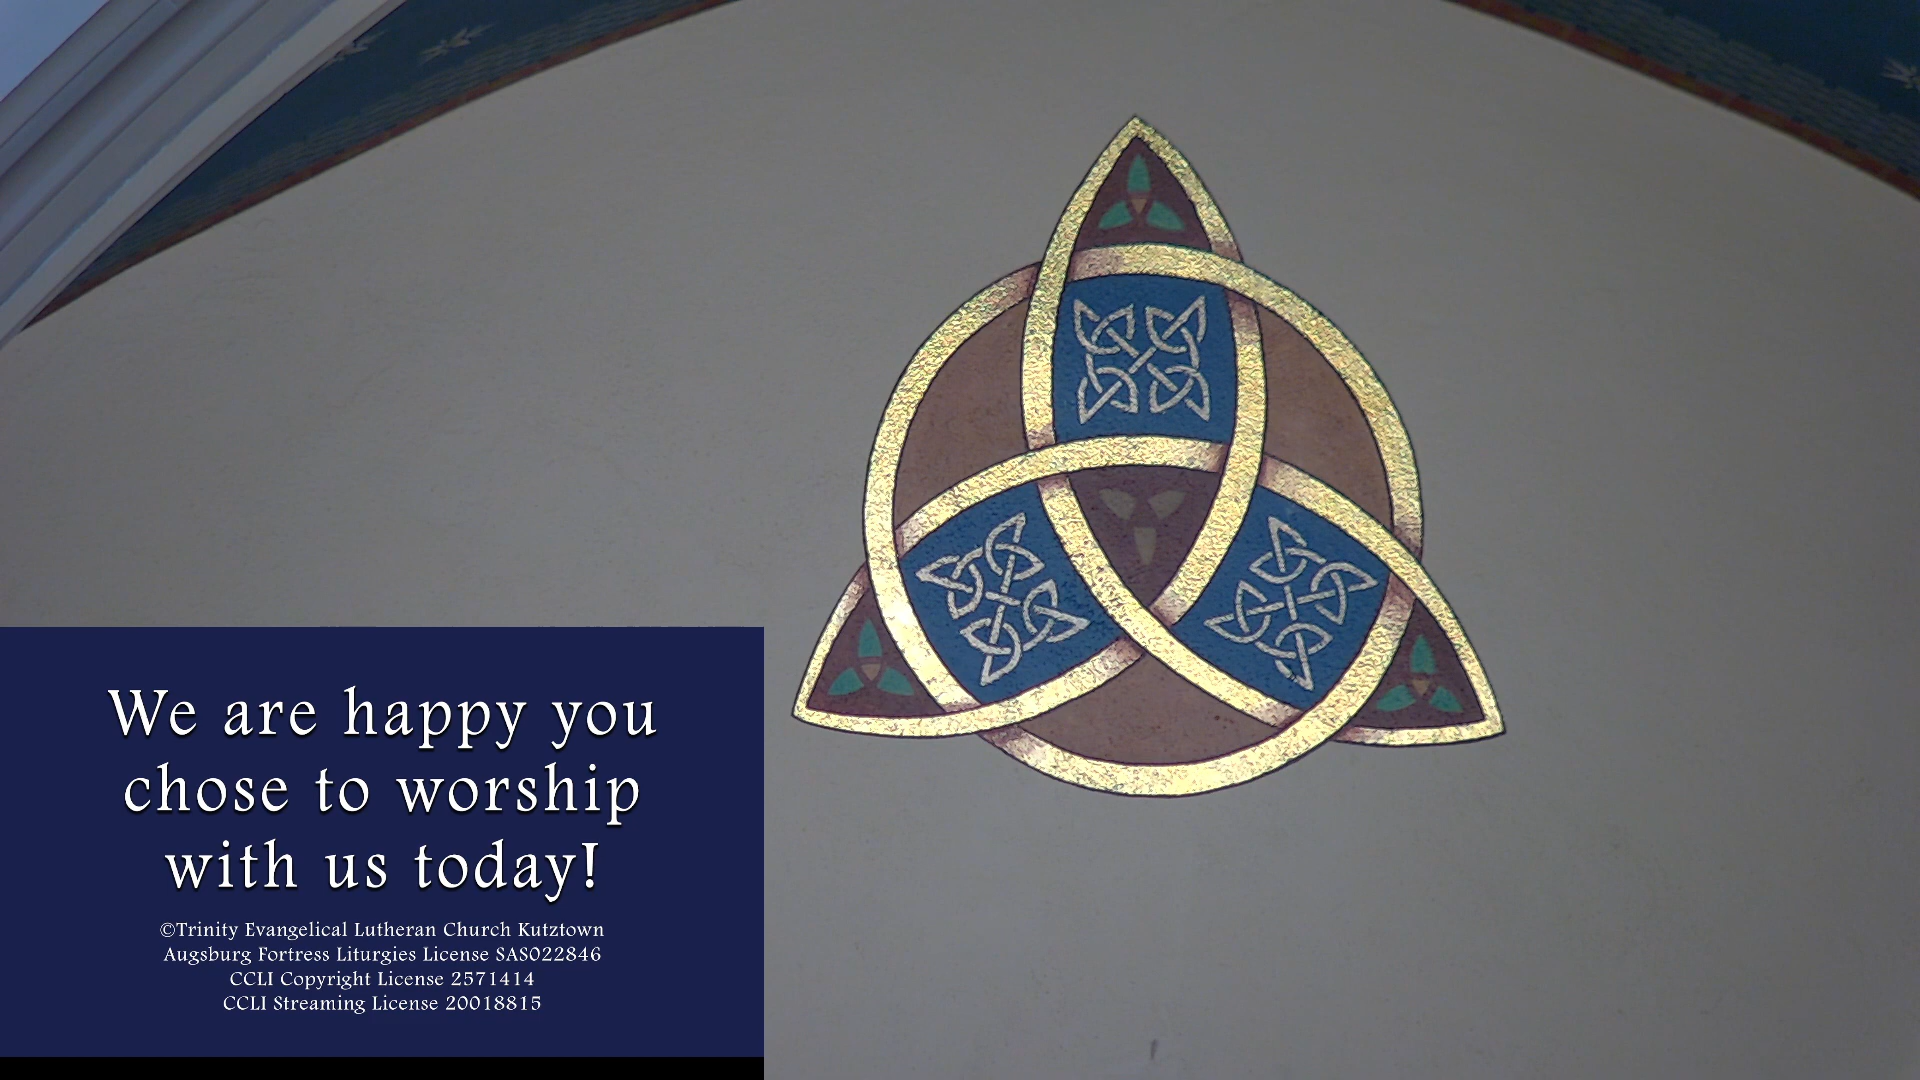 We are happy you
chose to worship
with us today!
©Trinity Evangelical Lutheran Church Kutztown
Augsburg Fortress Liturgies License SAS022846
CCLI Copyright License 2571414
CCLI Streaming License 20018815